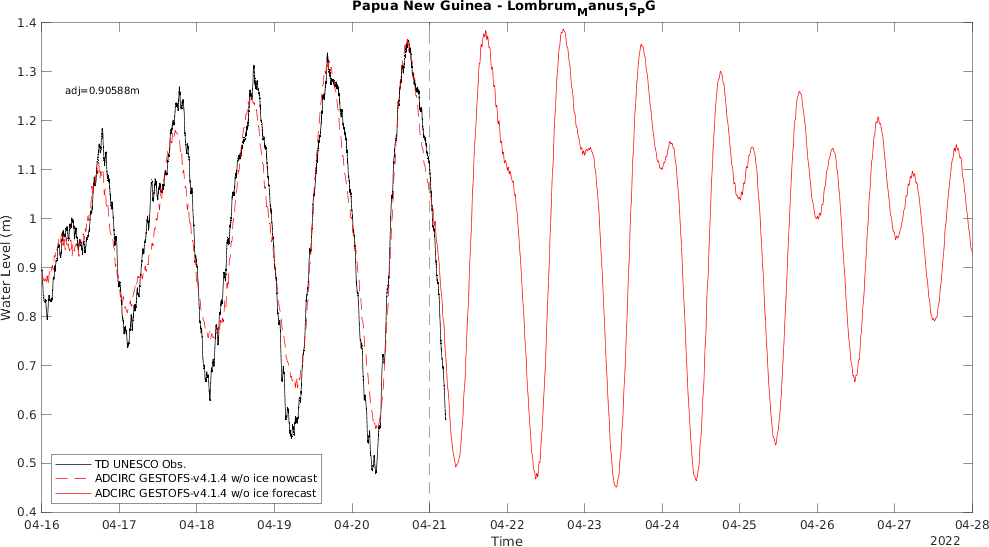 Papua New Guinea - Lombrum_Manus_Is_PG
1.4
1.3
1.2
1.1
1
0.9
0.8
0.7
0.6
0.5
0.4
Water Level (m)
adj=0.90588m
TD UNESCO Obs.
ADCIRC GESTOFS-v4.1.4 w/o ice nowcast
ADCIRC GESTOFS-v4.1.4 w/o ice forecast
04-16 04-17 04-18 04-19 04-20 04-21 04-22 04-23 04-24 04-25 04-26 04-27 04-28
Time
2022